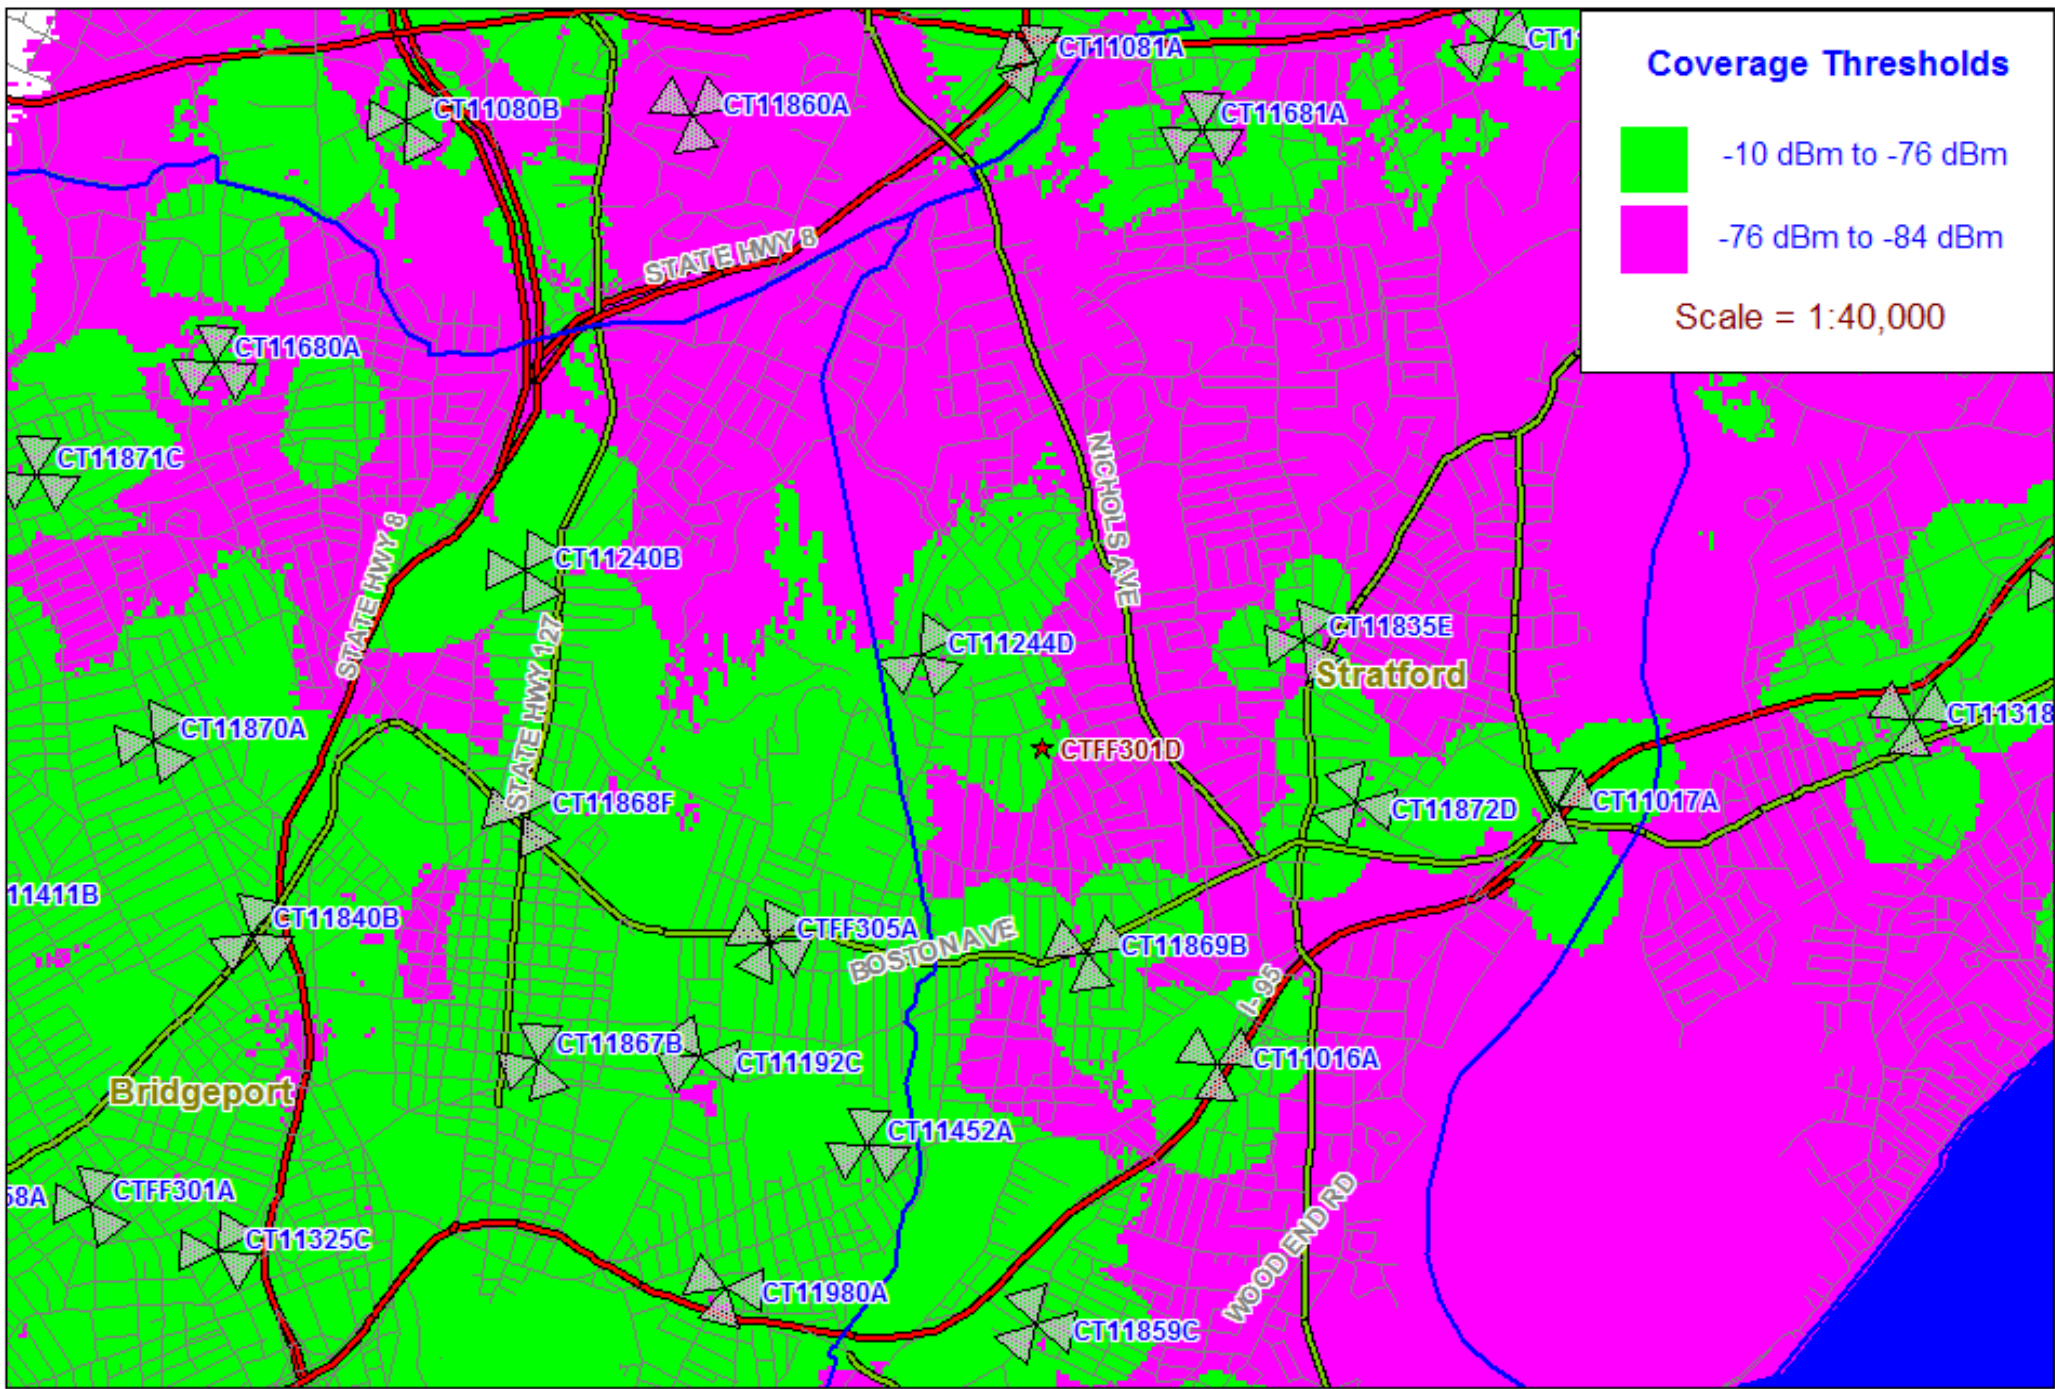 CT11081A
CT1
Coverage Thresholds
CT11080B
CT11860A
CT11681A
-10 dBm to -76 dBm
STATE HWY 8
-76 dBm to -84 dBm
Scale = 1:40,000
CT11680A
CT11871C
NICHOLS AVE
STATE HWY 8
CT11240B
STATE HWY 127
CT11244D
CT11835E
Stratford
CT11870A
CT11318
CTFF301D
CT11868F
CT11872D
CT11017A
11411B
CT11840B
CTFF305A
BOSTON AVE
CT11869B
I-95
CT11867B
CT11192C
CT11016A
Bridgeport
CT11452A
58A
CTFF301A
CT11325C
WOOD END RD
CT11980A
CT11859C